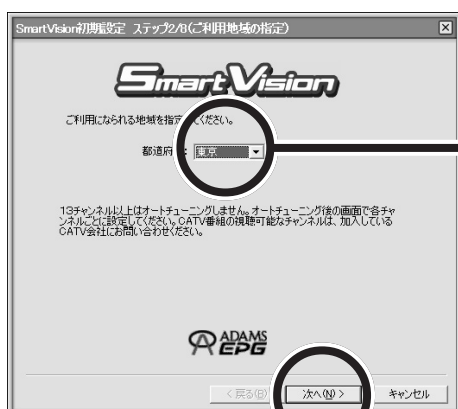 SmartVision初期設定 ステップ2/8(ご利用地域の指定)
SmartVision
ご利用になられる地域を指定ください。
都道府：東京
13チャンネル以上はオートチューニングしません。オートチューニング後の画面で各チャ
ンネルごとに設定してください。CATV番組の視聴可能なチャンネルは、加入している
CATV会社にお問い合わせください。
ADAMS
EPG
< 戻る(B)
次へ(N) >
キャンセル